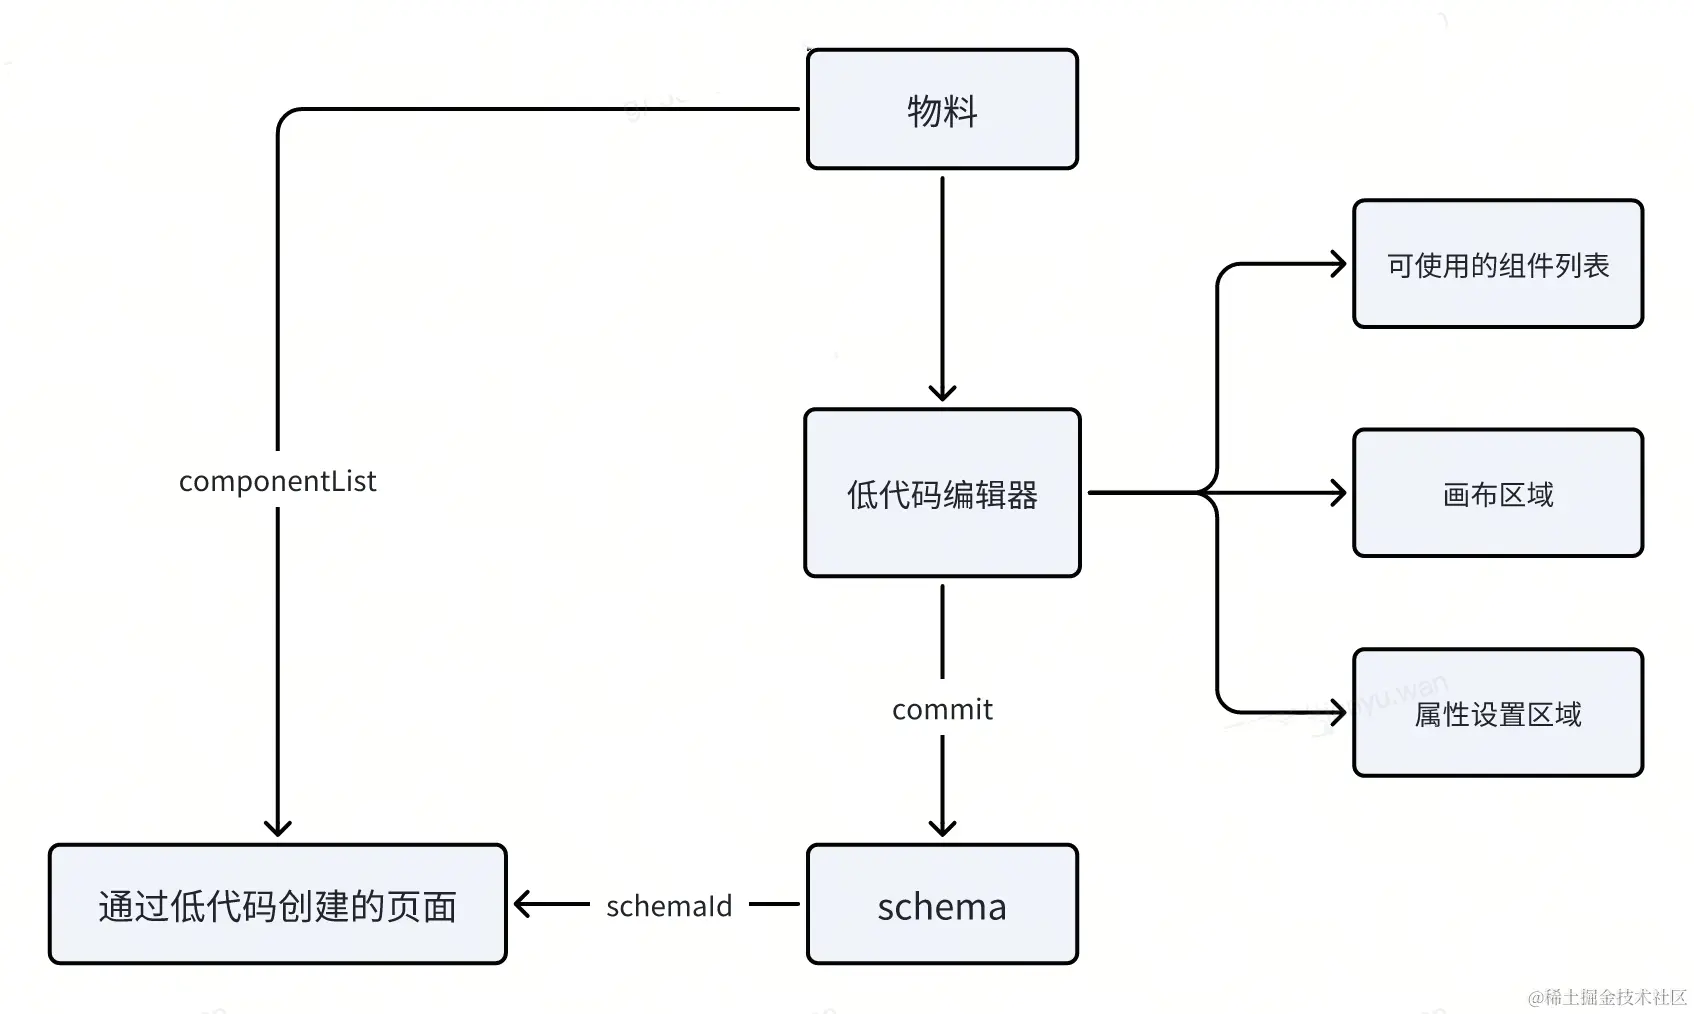 物料
可使用的组件列表
componentList
低代码编辑器
画布区域
commit
属性设置区域
通过低代码创建的页面
schemaId
schema
@稀土掘金技术社区